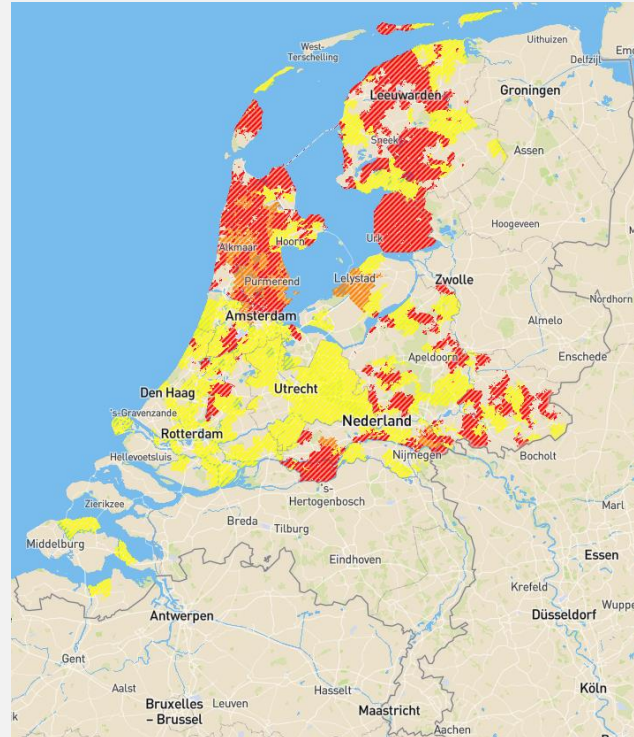 Uithuizen
Em
West-
Terschelling
Delfzijl
Leeuwarden
Groningen
Sneek
Assen
Hoogeveen
Urk
Hoorn
Alkmaar
Lelystad
Zwolle
Purmerend
Nordhorn
Amsterdam
Almelo
Apeldoorn
Enschede
Den Haag
Utrecht
's-Gravenzande
Nederland
Rotterdam
Hellevoetsluis
Nijmegen
Bocholt
's-
Hertogenbosch
Zierikzee
Marl
Breda
Tilburg
Middelburg
Eindhoven
Essen
Krefeld
Wuppe
Antwerpen
Düsseldorf
Gent
Hasselt
Aalst
Leuven
Köln
Bruxelles
– Brussel
Maastricht
Aachen